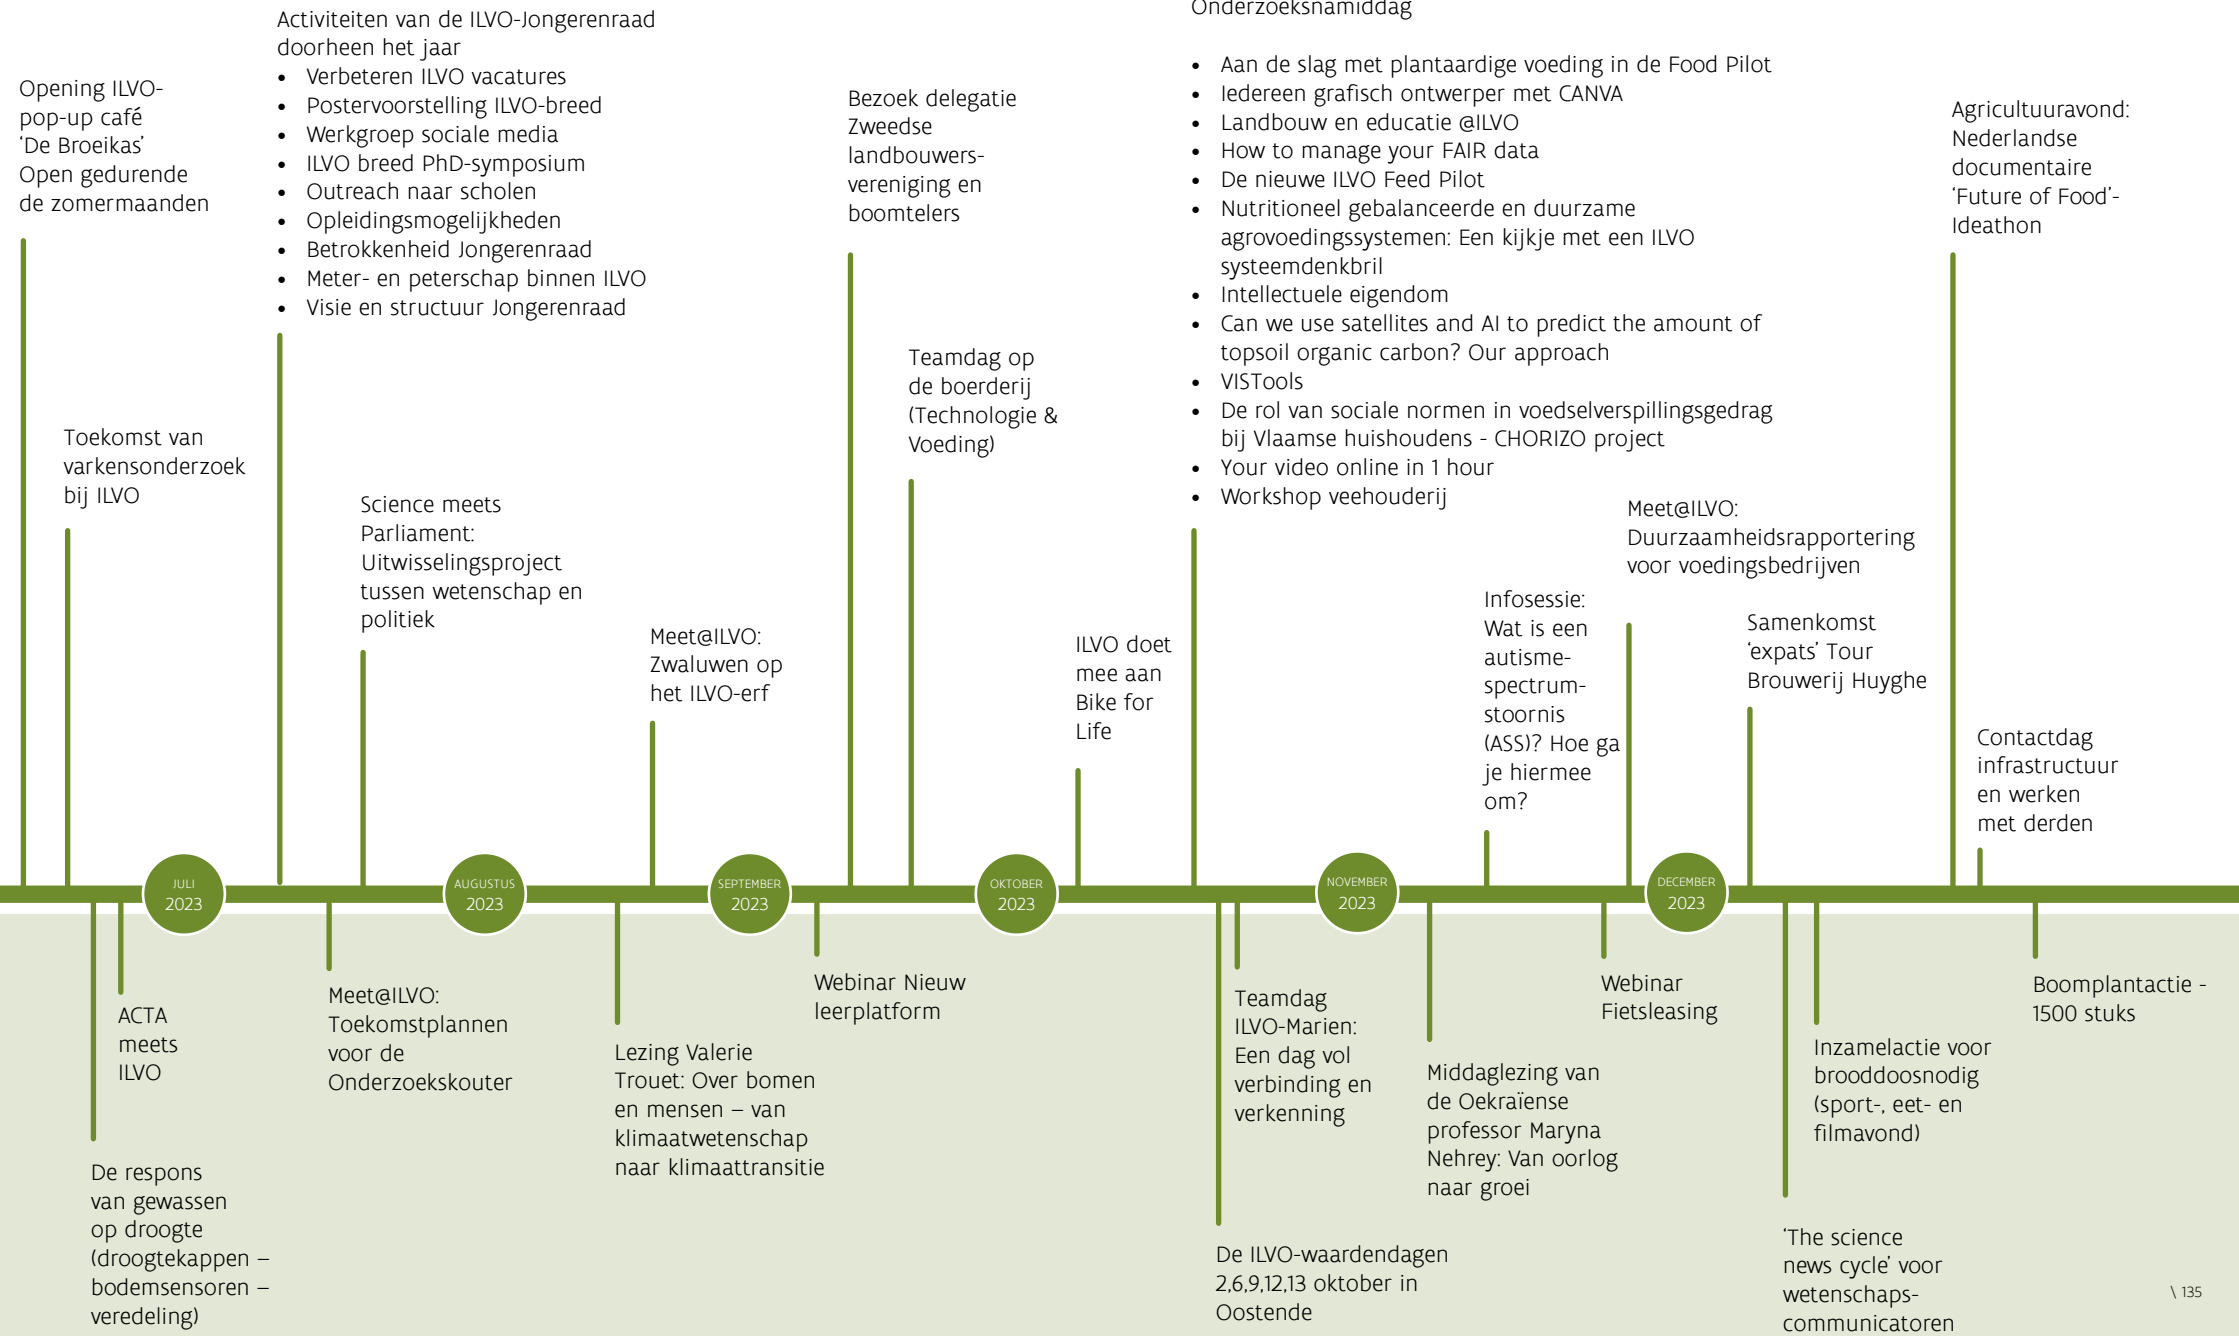 Opening ILVO-
pop-up café
‘De Broeikas’
Open gedurende
de zomermaanden
Toekomst van
varkensonderzoek
bij ILVO
Activiteiten van de ILVO-Jongerenraad
doorheen het jaar
• Verbeteren ILVO vacatures
• Postervoorstelling ILVO-breed
• Werkgroep sociale media
• ILVO breed PhD-symposium
• Outreach naar scholen
• Opleidingsmogelijkheden
• Betrokkenheid Jongerenraad
• Meter- en peterschap binnen ILVO
• Visie en structuur Jongerenraad
Science meets
Parliament:
Uitwisselingsproject
tussen wetenschap en
politiek
Meet@ILVO:
Zwaluwen op
het ILVO-erf
Bezoek delegatie
Zweedse
landbouwers-
vereniging en
boomtelers
Teamdag op
de boerderij
(Technologie &
Voeding)
ILVO doet
mee aan
Bike for
Life
Onderzoeksnamiddag
• Aan de slag met plantaardige voeding in de Food Pilot
• Iedereen grafisch ontwerper met CANVA
• Landbouw en educatie @ILVO
• How to manage your FAIR data
• De nieuwe ILVO Feed Pilot
• Nutritioneel gebalanceerde en duurzame
agrovoedingssystemen: Een kijkje met een ILVO
systeemdenkbril
• Intellectuele eigendom
• Can we use satellites and AI to predict the amount of
topsoil organic carbon? Our approach
• VISTools
• De rol van sociale normen in voedselverspillingsgedrag
bij Vlaamse huishoudens - CHORIZO project
• Your video online in 1 hour
• Workshop veehouderij
Infosessie:
Wat is een
autisme-
spectrum-
stoornis
(ASS)? Hoe ga
je hiermee
om?
Meet@ILVO:
Duurzaamheidsrapportering
voor voedingsbedrijven
Samenkomst
‘expats’ Tour
Brouwerij Huyghe
Agricultuuravond:
Nederlandse
documentaire
‘Future of Food’-
Ideathon
Contactdag
infrastructuur
en werken
met derden
JULI
2023
AUGUSTUS
2023
SEPTEMBER
2023
OKTOBER
2023
NOVEMBER
2023
DECEMBER
2023
De respons
van gewassen
op droogte
(droogtekappen –
bodemsensoren –
veredeling)
ACTA
meets
ILVO
Meet@ILVO:
Toekomstplannen
voor de
Onderzoekskouter
Lezing Valerie
Trouet: Over bomen
en mensen – van
klimaatwetenschap
naar klimaattransitie
Webinar Nieuw
leerplatform
De ILVO-waardendagen
2,6,9,12,13 oktober in
Oostende
Teamdag
ILVO-Marien:
Een dag vol
verbinding en
verkenning
Middaglezing van
de Oekraïense
professor Maryna
Nehrey: Van oorlog
naar groei
Webinar
Fietsleasing
‘The science
news cycle’ voor
wetenschaps-
communicatoren
Inzamelactie voor
brooddoosnodig
(sport-, eet- en
filmavond)
Boomplantactie -
1500 stuks
\ 135